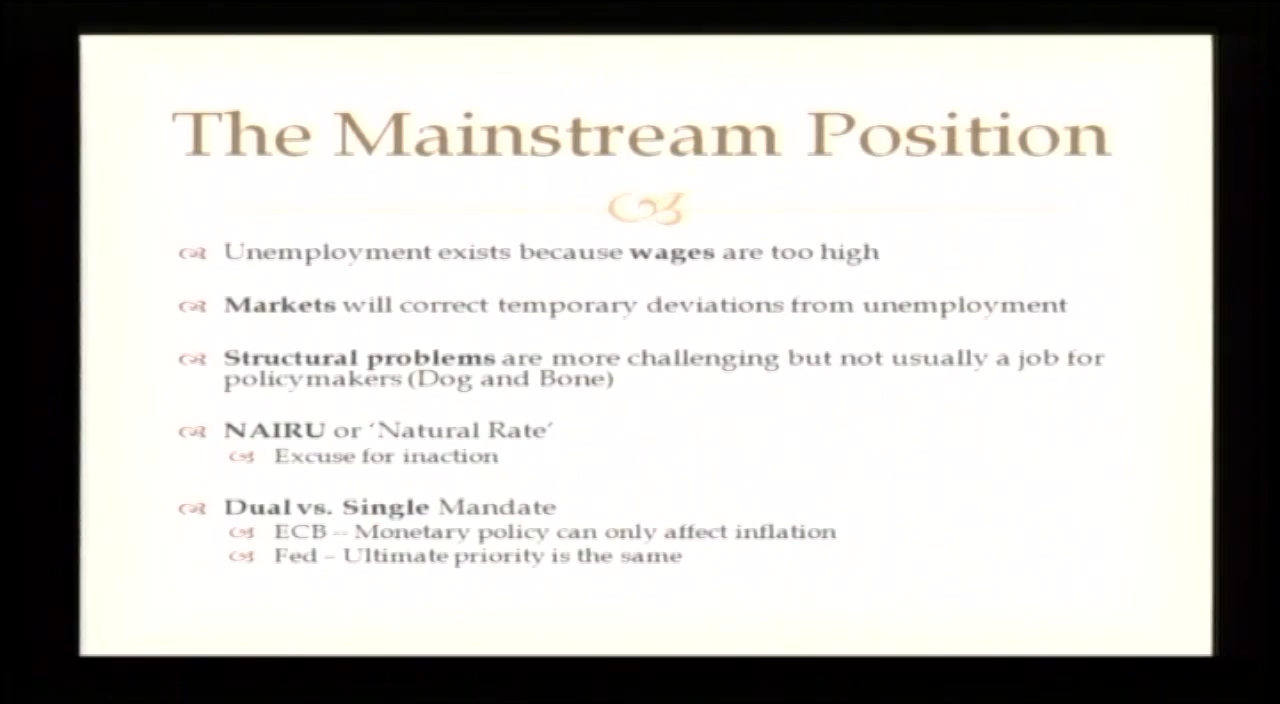 The Mainstream Position
Unemployment exists because wages are too high
Markets will correct temporary deviations from unemployment
Structural problems are more challenging but not usually a job for
policymakers (Dog and Bone)
NAIRU or ‘Natural Rate’
Excuse for inaction
Dual vs. Single Mandate
ECB – Monetary policy can only affect inflation
Fed – Ultimate priority is the same